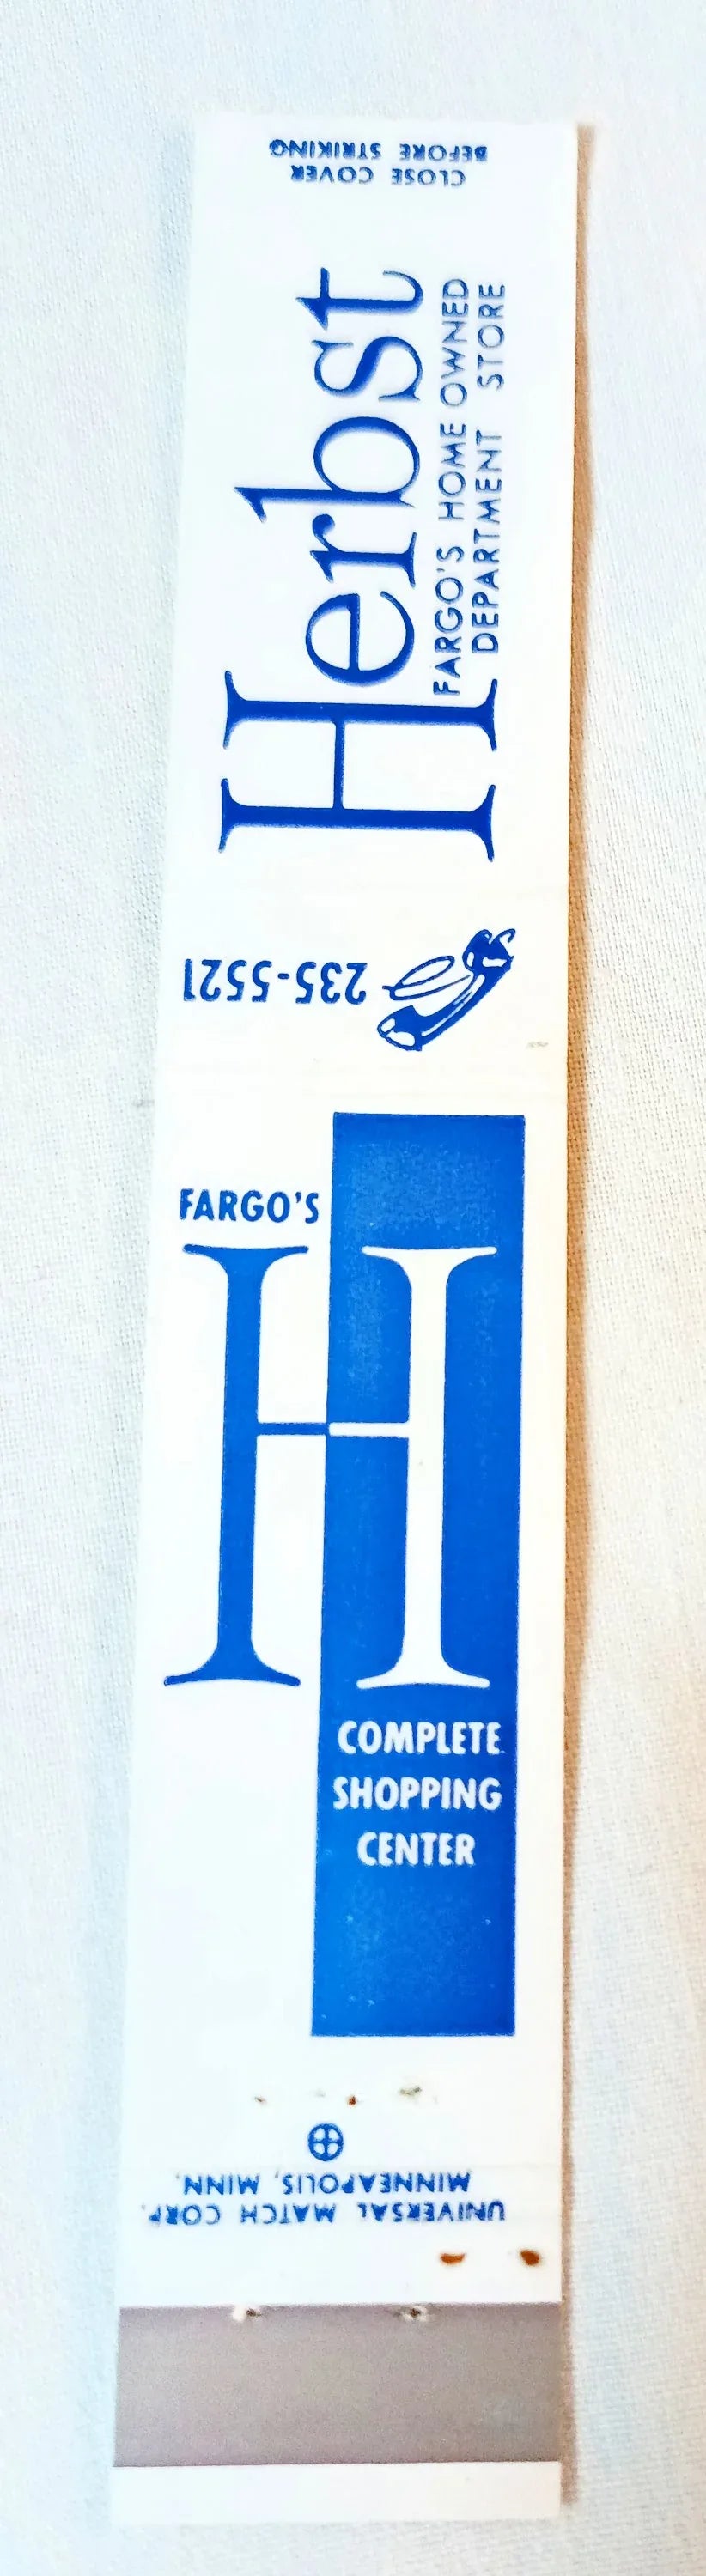 CLOSE COVER
BEFORE STRIKING
Herbst
FARGO'S HOME OWNED
DEPARTMENT STORE
235-5521
FARGO'S
H
COMPLETE
SHOPPING
CENTER
UNIVERSAL MATCH CORP.
MINNEAPOLIS, MINN.